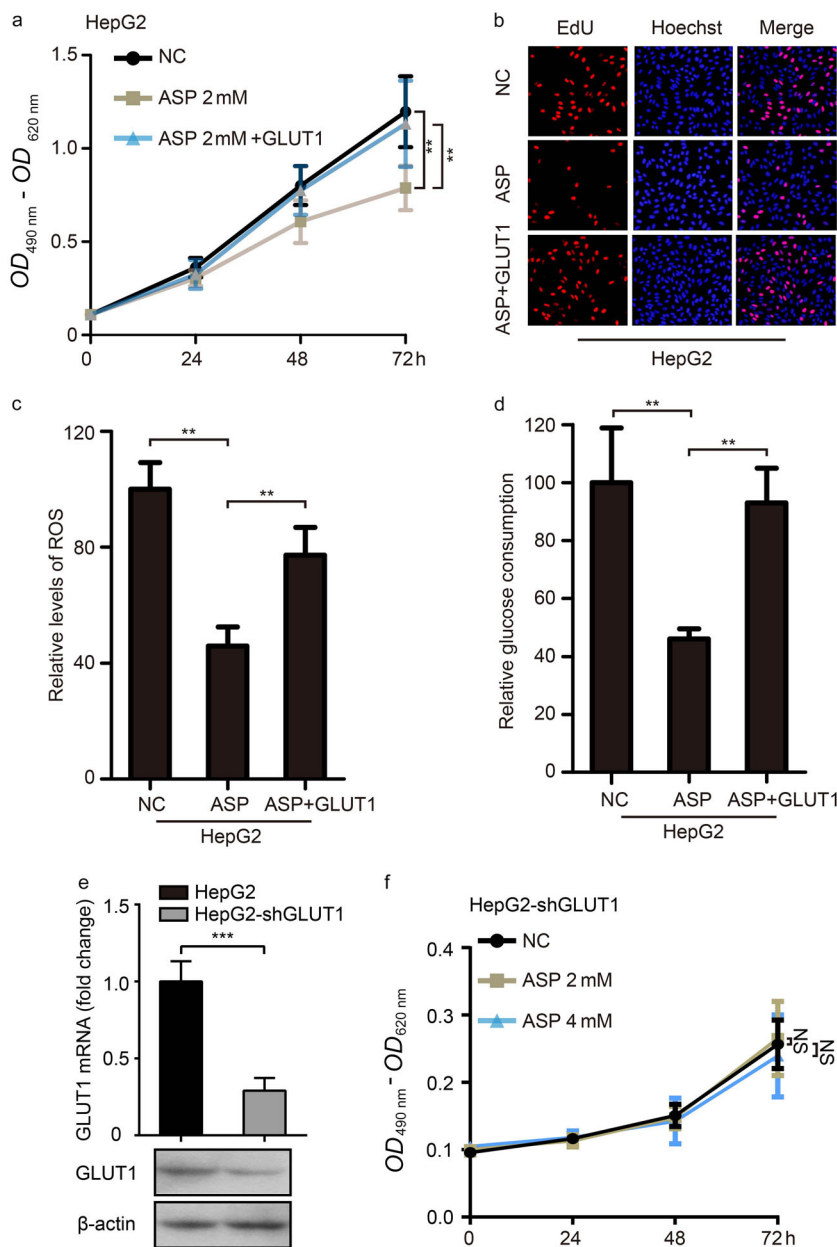 a
HepG2
NC
ASP 2 mM
ASP 2 mM +GLUT1
OD490 nm - OD 620 nm
1.5
1.0
0.5
0
0
24
48
72 h
**
**
b
EdU
Hoechst
Merge
NC
ASP
ASP+GLUT1
HepG2
c
Relative levels of ROS
120
80
40
0
**
**
NC
ASP
ASP+GLUT1
HepG2
d
Relative glucose consumption
120
100
80
60
40
20
0
**
**
NC
ASP
ASP+GLUT1
HepG2
e
HepG2
HepG2-shGLUT1
GLUT1 mRNA (fold change)
1.5
1.0
0.5
0
***
GLUT1
β-actin
f
HepG2-shGLUT1
NC
ASP 2 mM
ASP 4 mM
OD490 nm - OD620 nm
0.4
0.3
0.2
0.1
0.0
0
24
48
72 h
NS
NS